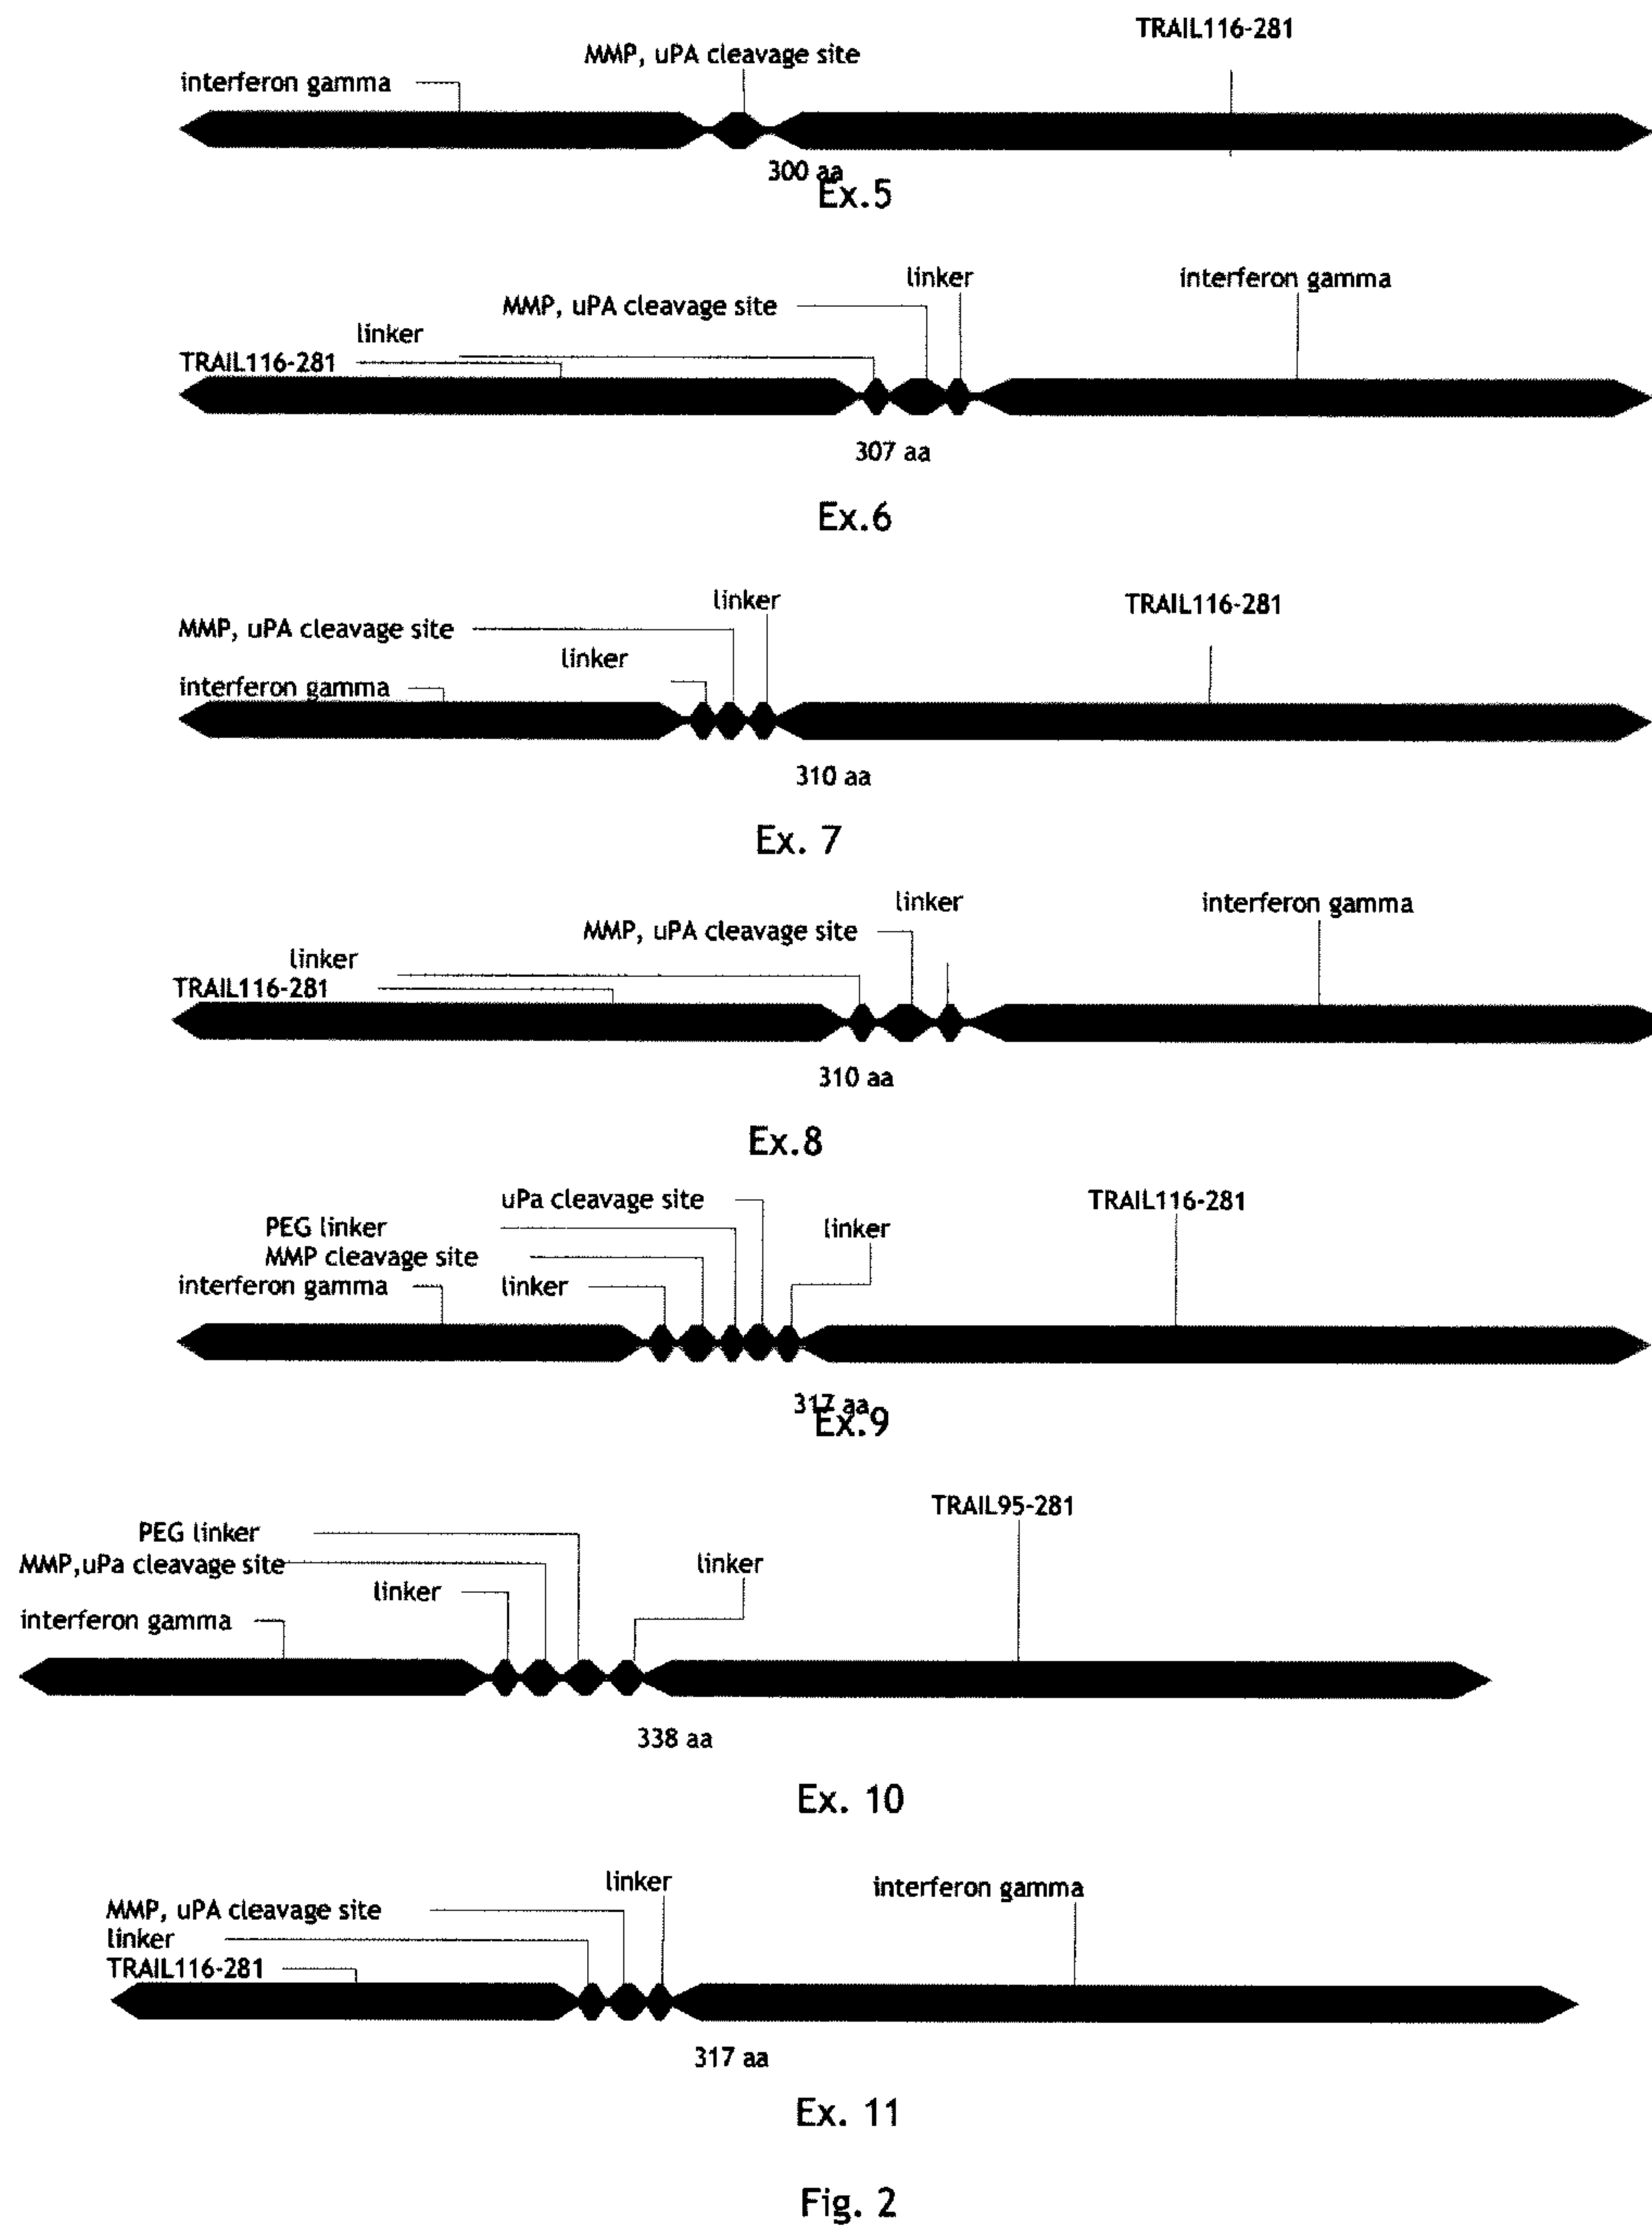 TRAIL116-281
MMP, uPA cleavage site
interferon gamma
300 aa
Ex.5
linker
interferon gamma
MMP, uPA cleavage site
linker
TRAIL116-281
307 aa
Ex.6
linker
TRAIL116-281
MMP, uPA cleavage site
linker
interferon gamma
310 aa
Ex. 7
linker
interferon gamma
MMP, uPA cleavage site
linker
TRAIL116-281
310 aa
Ex.8
uPa cleavage site
TRAIL116-281
PEG linker
linker
MMP cleavage site
interferon gamma
linker
317 aa
Ex.9
TRAIL95-281
PEG linker
MMP,uPa cleavage site
linker
linker
interferon gamma
338 aa
Ex. 10
linker
interferon gamma
MMP, uPA cleavage site
linker
TRAIL116-281
317 aa
Ex. 11
Fig. 2